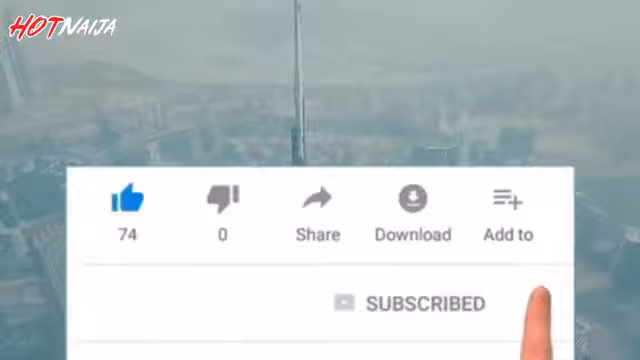 HOTNAIJA
74
0
Share
Download
Add to
SUBSCRIBED